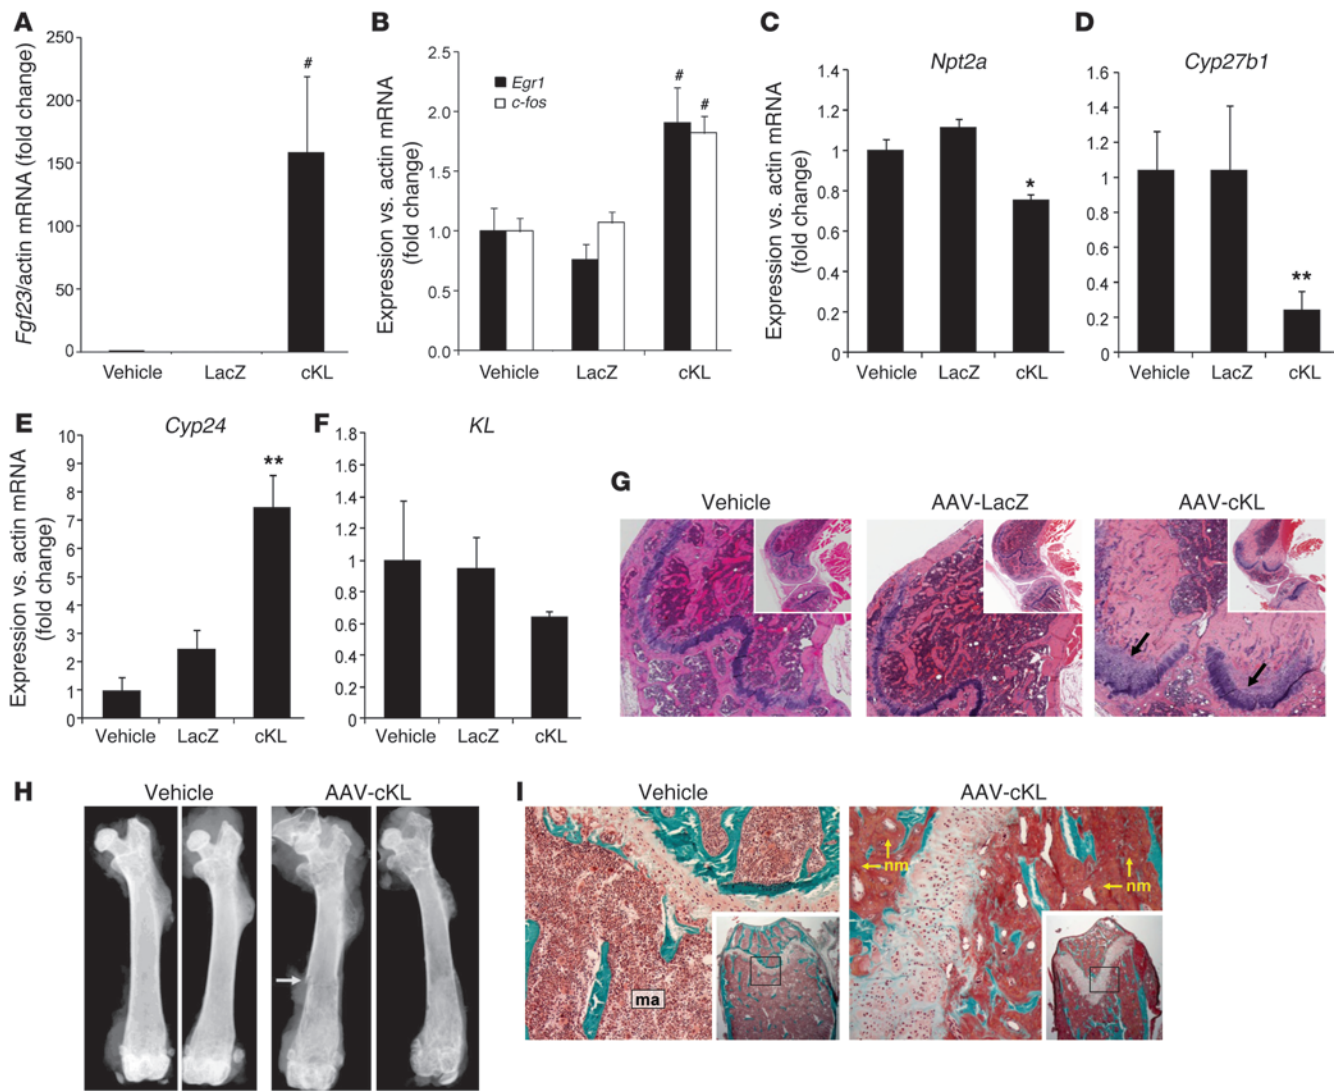 A
Fgf23/actin mRNA (fold change)
250
200
150
100
50
0
#
Vehicle LacZ cKL
B
Expression vs. actin mRNA
(fold change)
2.5
2.0
1.5
1.0
0.5
0.0
Egr1
c-fos
# #
Vehicle LacZ cKL
C
Npt2a
Expression vs. actin mRNA
(fold change)
1.4
1.2
1
0.8
0.6
0.4
0.2
0
*
Vehicle LacZ cKL
D
Cyp27b1
1.6
1.4
1.2
1
0.8
0.6
0.4
0.2
0
**
Vehicle LacZ cKL
E
Cyp24
Expression vs. actin mRNA
(fold change)
10
9
8
7
6
5
4
3
2
1
0
**
Vehicle LacZ cKL
F
KL
1.8
1.6
1.4
1.2
1
0.8
0.6
0.4
0.2
0
Vehicle LacZ cKL
G
Vehicle AAV-LacZ AAV-cKL
H
Vehicle AAV-cKL
I
Vehicle AAV-cKL
ma
nm nm